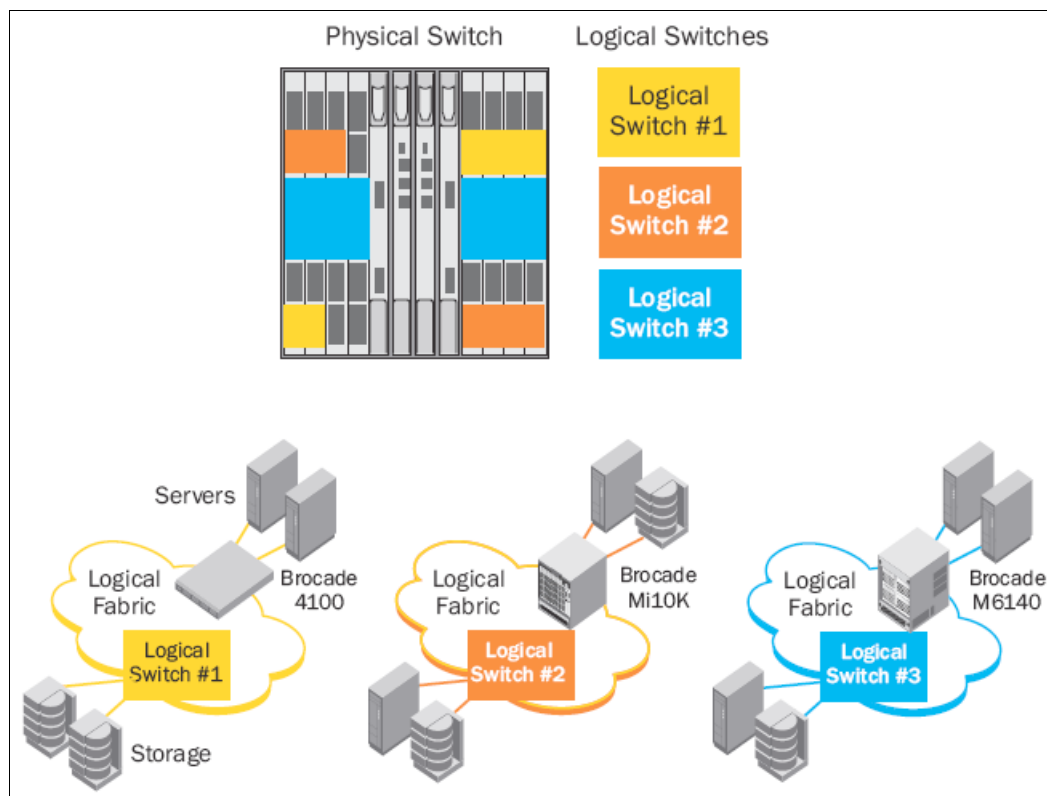 Physical Switch
Logical Switches
Logical
Switch #1
Logical
Switch #2
Logical
Switch #3
Servers
Logical
Fabric
Brocade
4100
Logical
Switch #1
Storage
Logical
Fabric
Brocade
Mi10K
Logical
Switch #2
Logical
Fabric
Brocade
M6140
Logical
Switch #3